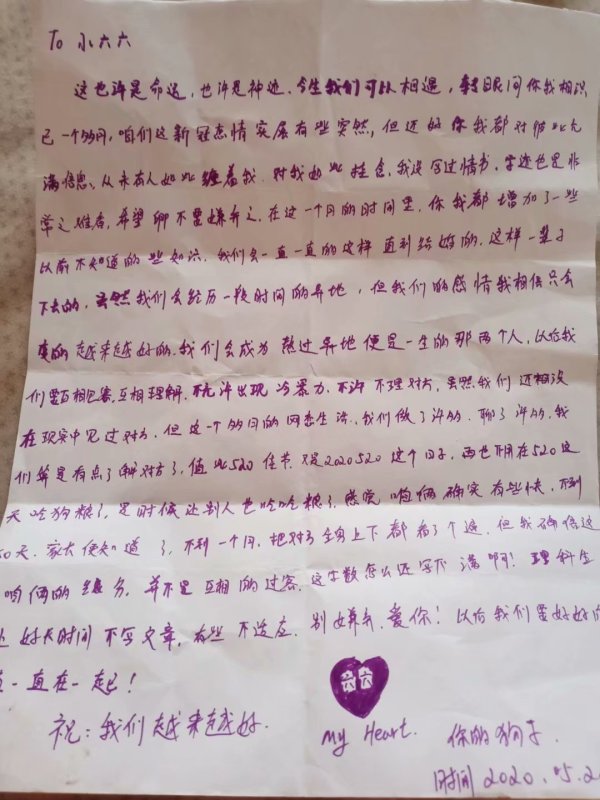 To 小六六
这也许是命运，也许是神迹。今生我们可以相遇，转眼间你我相识
已一个多月，咱们这新冠恋情实属有些突然，但还好你我都对彼此充
满信息、从未有人如此缠着我，对我如此挂念，我没写过情书，字迹也是非
常之难看，希望卿不要嫌弃之，在这一个月的时间里，你我都增加了一些
以前不知道的些知识，我们会一直一直的这样直到结婚的，这样一辈子
下去的，虽然我们会经历一段时间的异地，但我们的感情我相信只会
变的越来越好的，我们会成为熬过异地便是一生的那两个人，以后我
们要互相包容，互相理解，不允许出现冷暴力，不许不理对方，虽然我们还相没
在现实中见过对方，但这一个多月的网恋生活，我们做了许多，聊了许多，我
们算是有点了解对方了，值此520佳节，又是2020520这个日子，再也不用在520这
天吃狗粮了，是时候让别人也吃吃粮了，感觉咱俩确实有些快，不到
50天，家长便知道了，不到一个月，把对方全身上下都看了个遍，但我确信这
咱俩的缘分，并不是互相的过客，这字数怎么还写不满啊！理科生
好长时间不写文章，有些不适应，别嫌弃，爱你！以后我们要好好的
一直在一起！
祝：我们越来越好.
六六
My Heart. 你的狗子.
时间 2020.05.2